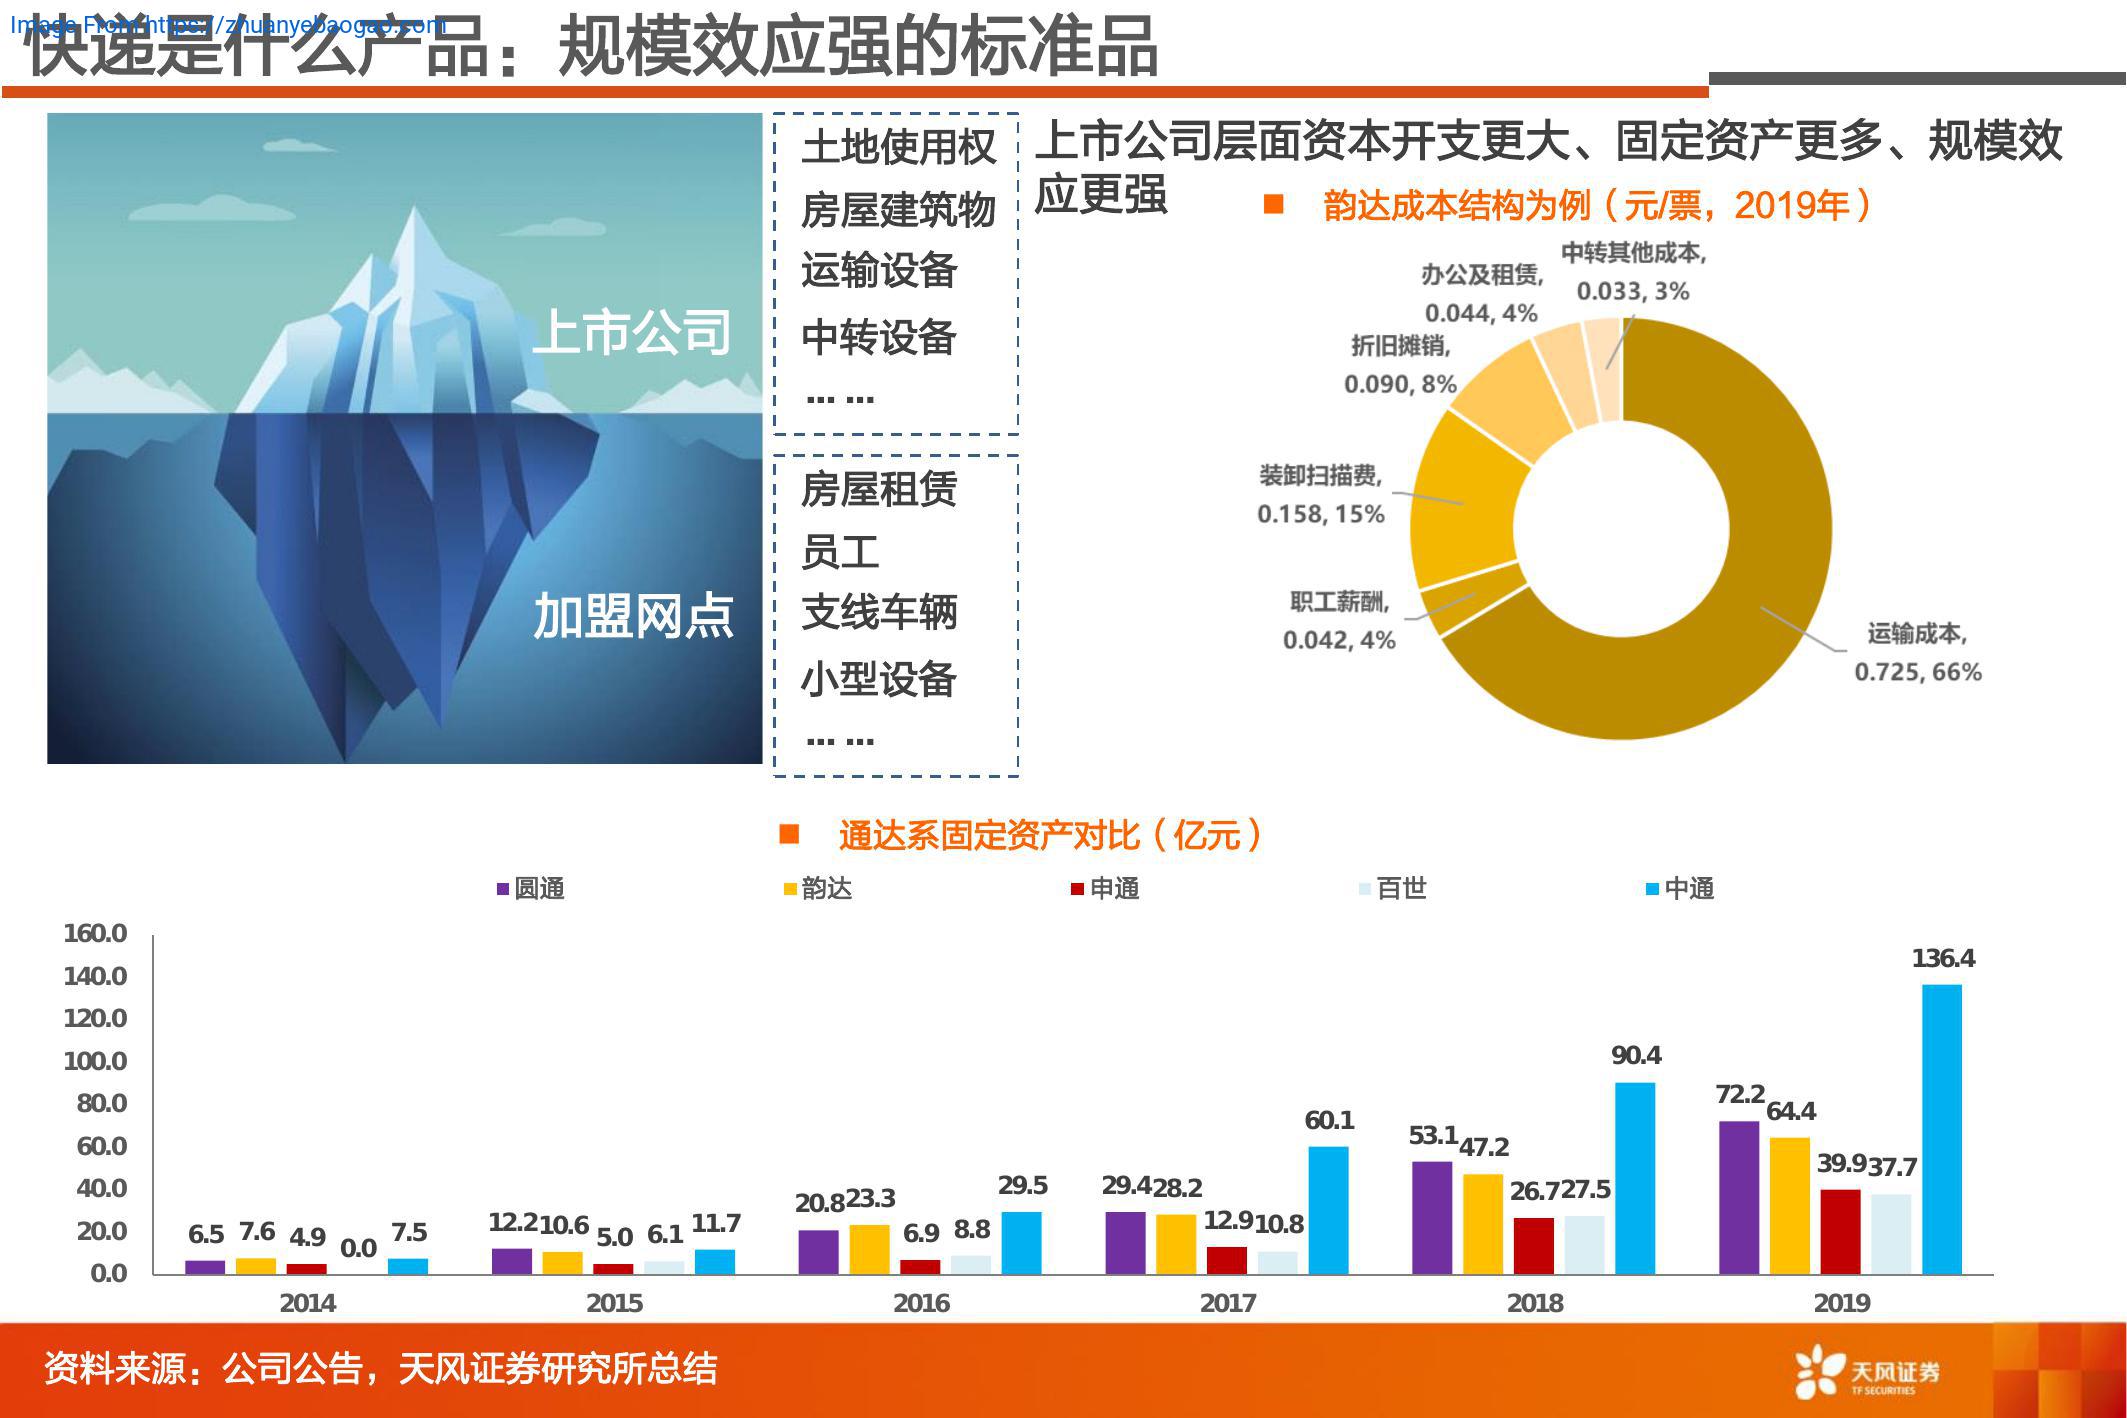 Image From https://zhuanyebaogao.com
快递是什么产品：规模效应强的标准品
上市公司
加盟网点
土地使用权
房屋建筑物
运输设备
中转设备
... ...
房屋租赁
员工
支线车辆
小型设备
... ...
上市公司层面资本开支更大、固定资产更多、规模效
应更强
韵达成本结构为例（元/票，2019年）
中转其他成本,
0.033, 3%
办公及租赁,
0.044, 4%
折旧摊销,
0.090, 8%
装卸扫描费,
0.158, 15%
职工薪酬,
0.042, 4%
运输成本,
0.725, 66%
通达系固定资产对比（亿元）
圆通 韵达 申通 百世 中通
160.0
140.0
120.0
100.0
80.0
60.0
40.0
20.0
0.0
6.5 7.6 4.9 0.0 7.5
12.2 10.6 5.0 6.1 11.7
20.8 23.3 6.9 8.8 29.5
29.4 28.2 12.9 10.8 60.1
53.1 47.2 26.7 27.5 90.4
72.2 64.4 39.9 37.7 136.4
2014 2015 2016 2017 2018 2019
资料来源：公司公告，天风证券研究所总结
天风证券
TF SECURITIES